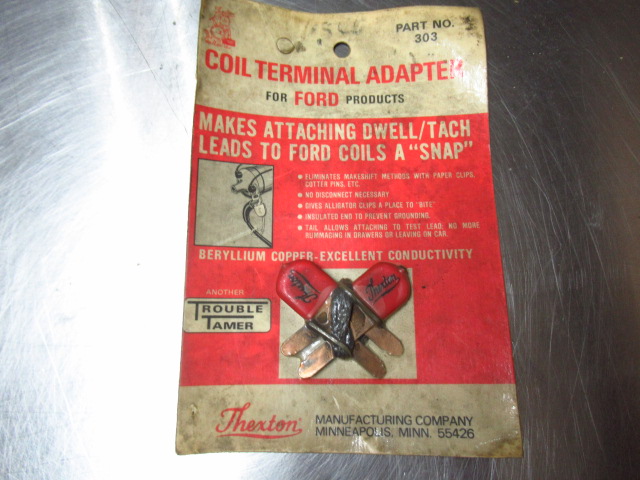 PART NO.
303
COIL TERMINAL ADAPTER
FOR FORD PRODUCTS
MAKES ATTACHING DWELL/TACH
LEADS TO FORD COILS A "SNAP"
• ELIMINATES MAKESHIFT METHODS WITH PAPER CLIPS,
COTTER PINS, ETC.
• NO DISCONNECT NECESSARY
• GIVES ALLIGATOR CLIPS A PLACE TO "BITE"
• INSULATED END TO PREVENT GROUNDING.
• TAIL ALLOWS ATTACHING TO TEST LEAD. NO MORE
RUMMAGING IN DRAWERS OR LEAVING ON CAR.
BERYLLIUM COPPER-EXCELLENT CONDUCTIVITY
ANOTHER
TROUBLE
TAMER
Thexton
Thexton
Thexton
MANUFACTURING COMPANY
MINNEAPOLIS, MINN. 55426